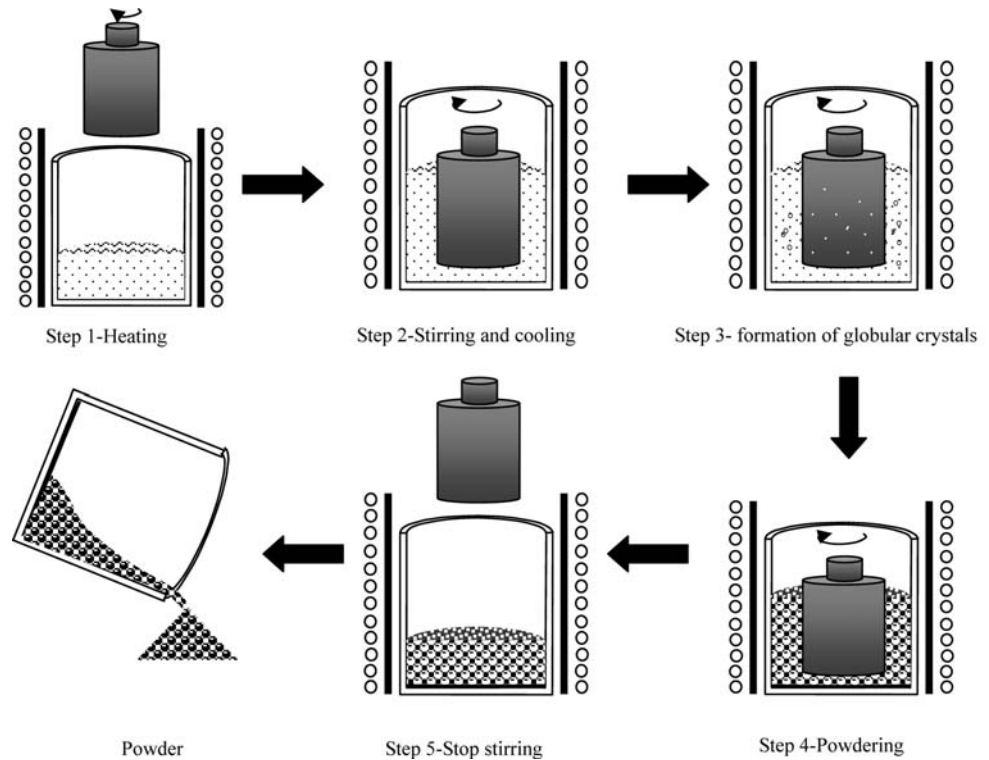 Step 1-Heating
Step 2-Stirring and cooling
Step 3- formation of globular crystals
Step 4-Powdering
Step 5-Stop stirring
Powder